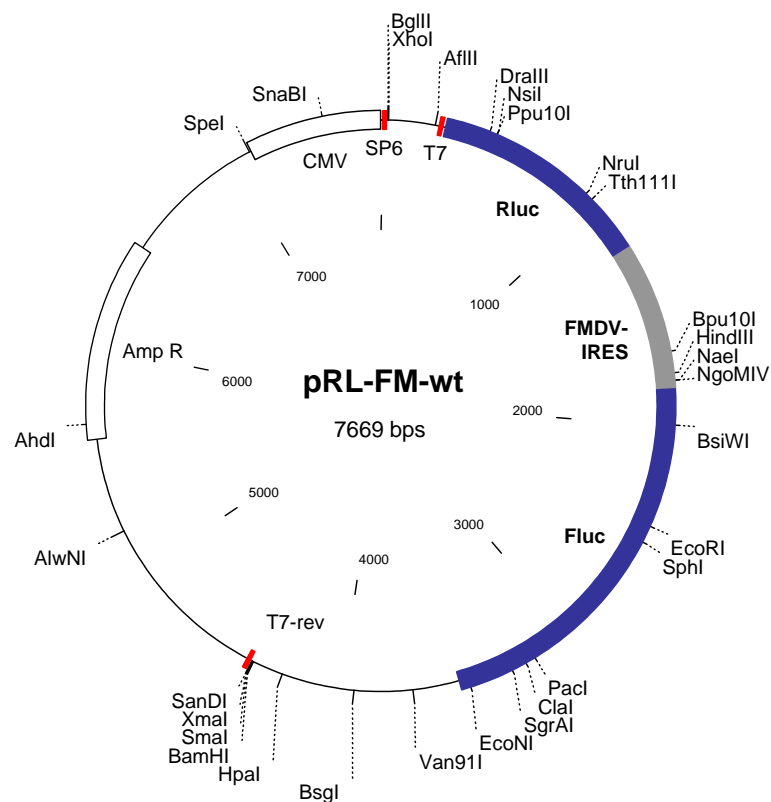 BglII
XhoI
AflII
DraIII
NsiI
Ppu10I
SnaBI
SpeI
SP6
T7
CMV
NruI
Tth111I
Rluc
7000
1000
Bpu10I
HindIII
NaeI
NgoMIV
FMDV-
IRES
Amp R
6000
pRL-FM-wt
7669 bps
2000
BsiWI
AhdI
5000
3000
Fluc
EcoRI
SphI
AlwNI
4000
T7-rev
PacI
ClaI
SgrAI
EcoNI
Van91I
SanDI
XmaI
SmaI
BamHI
HpaI
BsgI